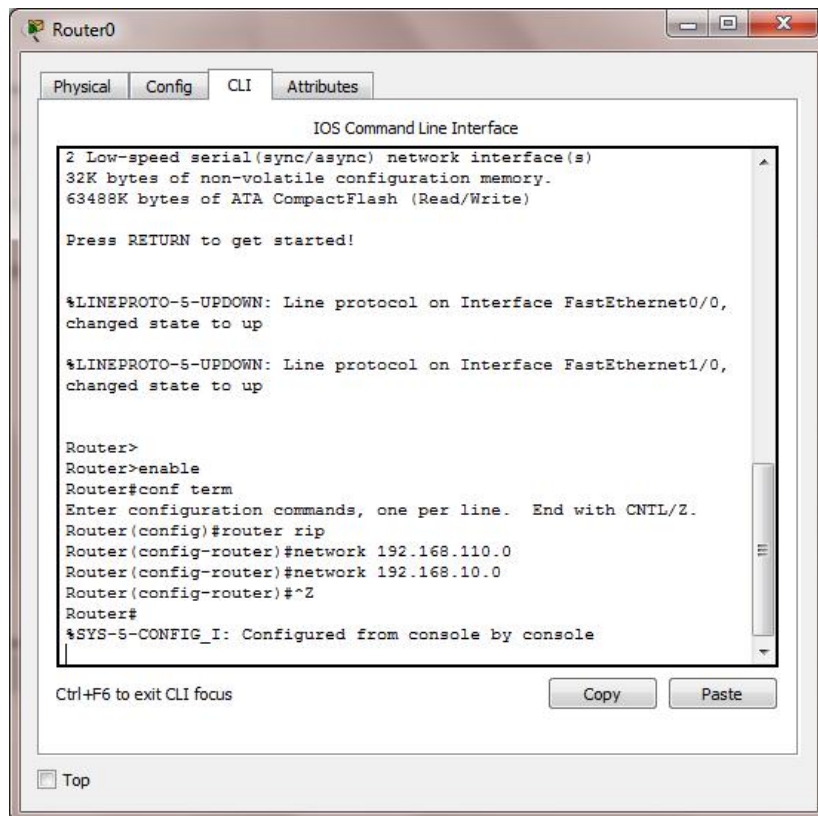 Router0
Physical Config CLI Attributes
IOS Command Line Interface
2 Low-speed serial(sync/async) network interface(s)
32K bytes of non-volatile configuration memory.
63488K bytes of ATA CompactFlash (Read/Write)
Press RETURN to get started!
%LINEPROTO-5-UPDOWN: Line protocol on Interface FastEthernet0/0,
changed state to up
%LINEPROTO-5-UPDOWN: Line protocol on Interface FastEthernet1/0,
changed state to up
Router>
Router>enable
Router#conf term
Enter configuration commands, one per line.  End with CNTL/Z.
Router(config)#router rip
Router(config-router)#network 192.168.110.0
Router(config-router)#network 192.168.10.0
Router(config-router)#^Z
Router#
%SYS-5-CONFIG_I: Configured from console by console
Ctrl+F6 to exit CLI focus Copy Paste
Top